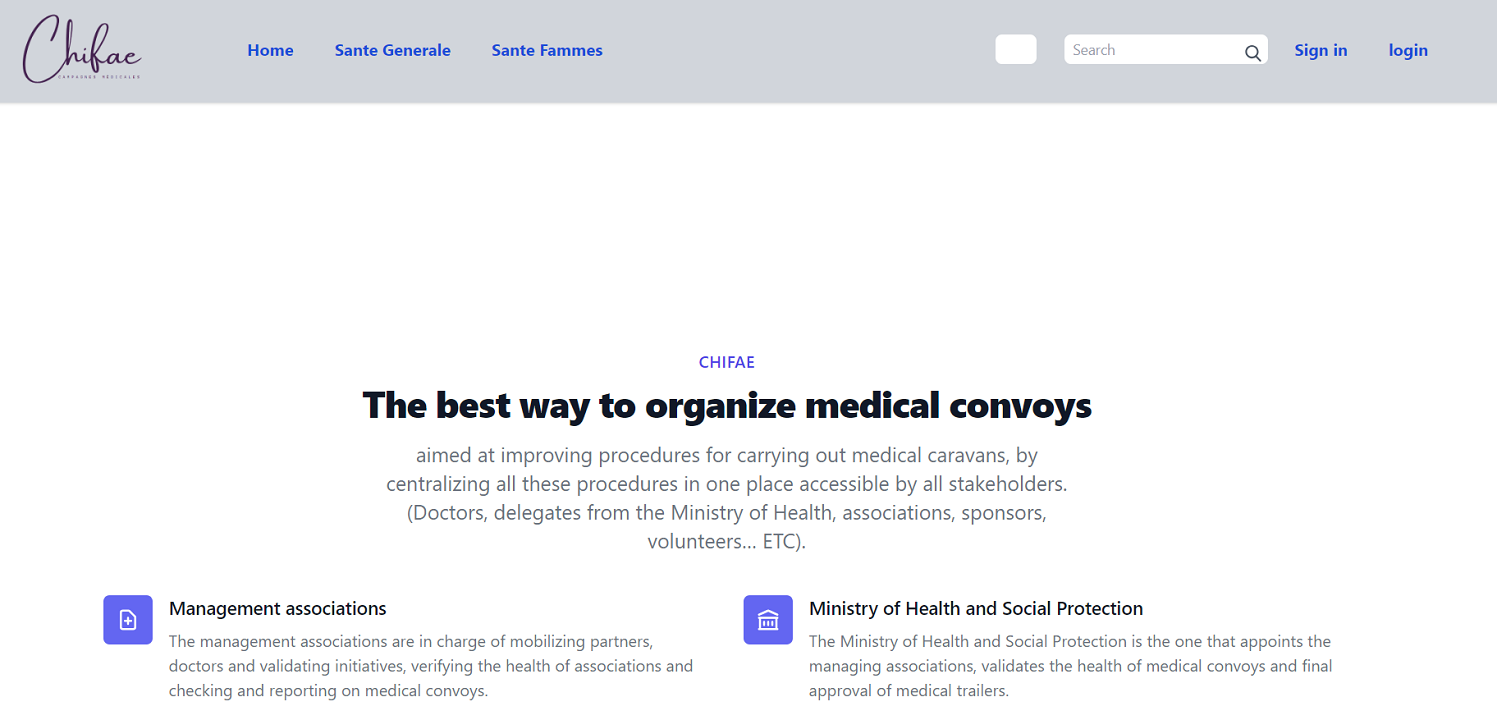 Chifae
CAMPAGNES MEDICALES
Home
Sante Generale
Sante Fammes
Search
Sign in
login
CHIFAE
The best way to organize medical convoys
aimed at improving procedures for carrying out medical caravans, by
centralizing all these procedures in one place accessible by all stakeholders.
(Doctors, delegates from the Ministry of Health, associations, sponsors,
volunteers... ETC).
Management associations
The management associations are in charge of mobilizing partners,
doctors and validating initiatives, verifying the health of associations and
checking and reporting on medical convoys.
Ministry of Health and Social Protection
The Ministry of Health and Social Protection is the one that appoints the
managing associations, validates the health of medical convoys and final
approval of medical trailers.